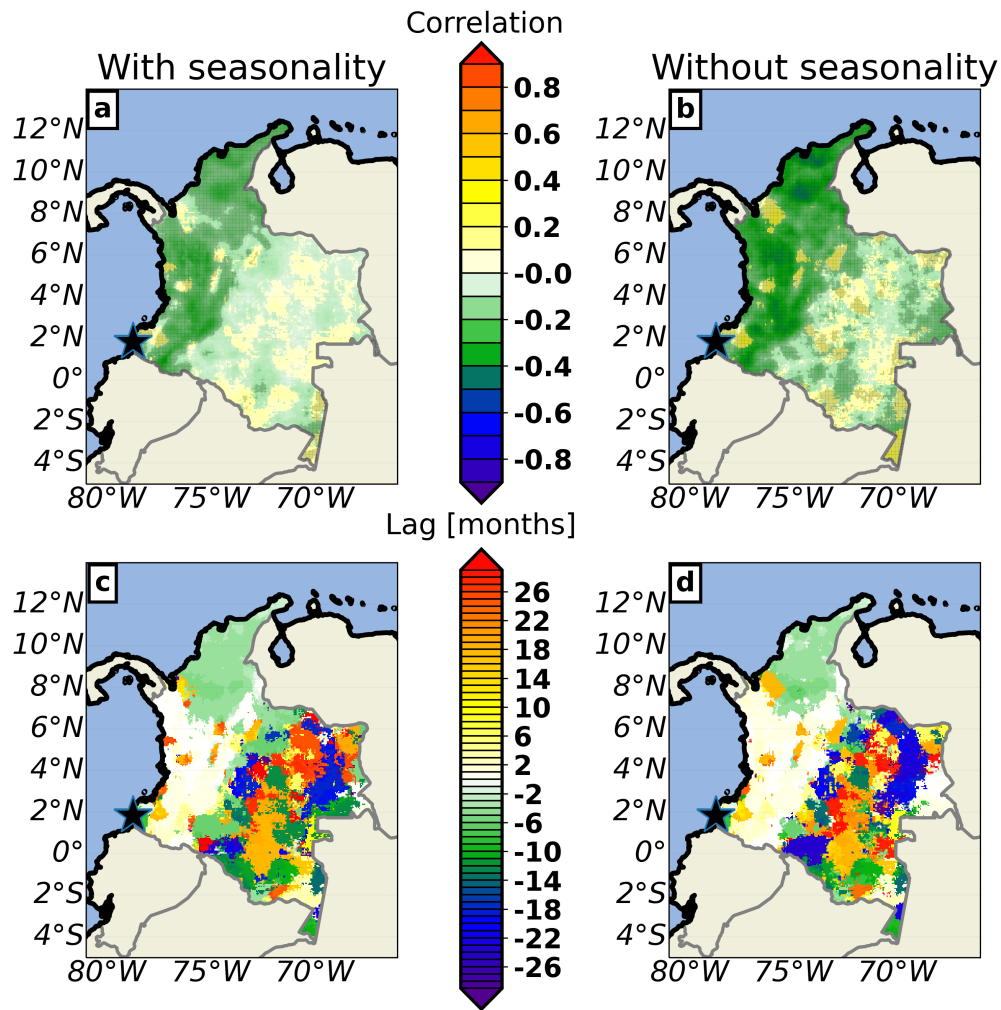 Correlation
With seasonality
Without seasonality
a
12°N
10°N
8°N
6°N
4°N
2°N
0°
2°S
4°S
80°W 75°W 70°W
0.8
0.6
0.4
0.2
-0.0
-0.2
-0.4
-0.6
-0.8
b
12°N
10°N
8°N
6°N
4°N
2°N
0°
2°S
4°S
80°W 75°W 70°W
Lag [months]
c
12°N
10°N
8°N
6°N
4°N
2°N
0°
2°S
4°S
80°W 75°W 70°W
26
22
18
14
10
6
2
-2
-6
-10
-14
-18
-22
-26
d
12°N
10°N
8°N
6°N
4°N
2°N
0°
2°S
4°S
80°W 75°W 70°W